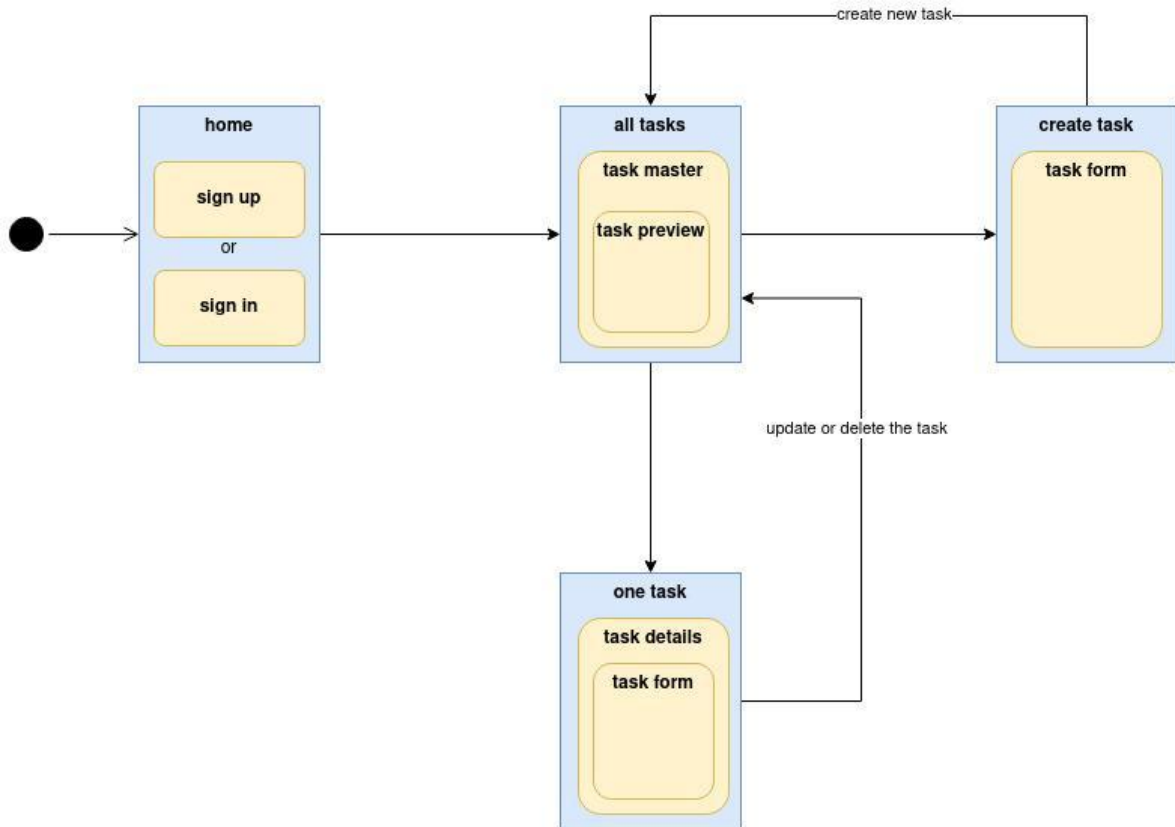 create new task
home
sign up
or
sign in
all tasks
task master
task preview
create task
task form
update or delete the task
one task
task details
task form